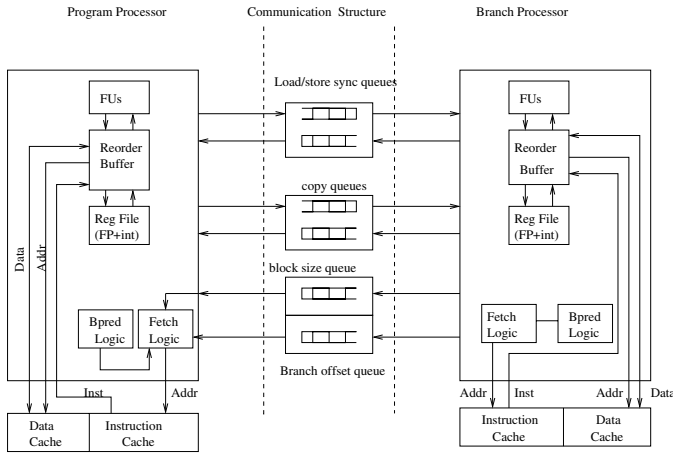 Program Processor
Communication Structure
Branch Processor
Load/store sync queues
FUs
Reorder
Buffer
Reg File
(FP+int)
Data
Addr
copy queues
block size queue
Bpred
Logic
Fetch
Logic
Branch offset queue
Inst
Addr
Data
Cache
Instruction
Cache
FUs
Reorder
Buffer
Reg File
(FP+int)
Fetch
Logic
Bpred
Logic
Addr
Inst
Addr
Data
Instruction
Cache
Data
Cache